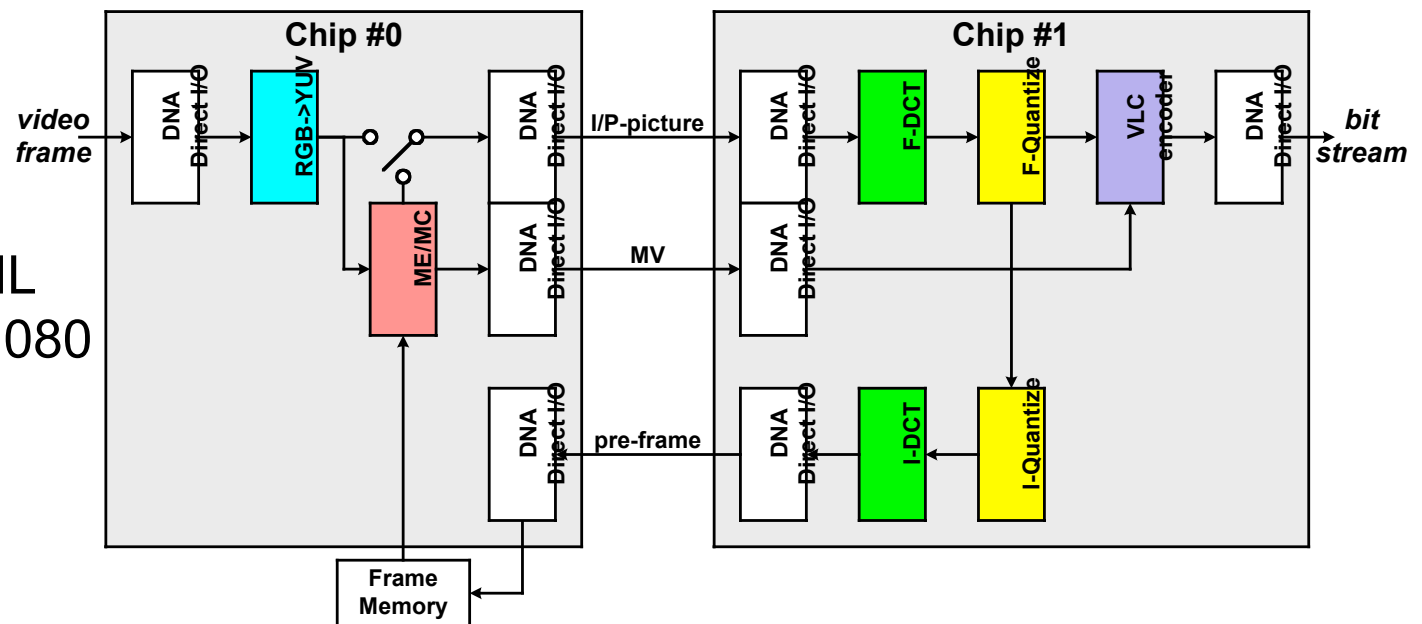 Chip #0
Chip #1
video
frame
DNA
Direct I/O
RGB->YUV
DNA
Direct I/O
I/P-picture
DNA
Direct I/O
F-DCT
F-Quantize
VLC
encoder
DNA
Direct I/O
bit
stream
ME/MC
DNA
Direct I/O
MV
DNA
Direct I/O
080
DNA
Direct I/O
pre-frame
DNA
Direct I/O
I-DCT
I-Quantize
Frame
Memory